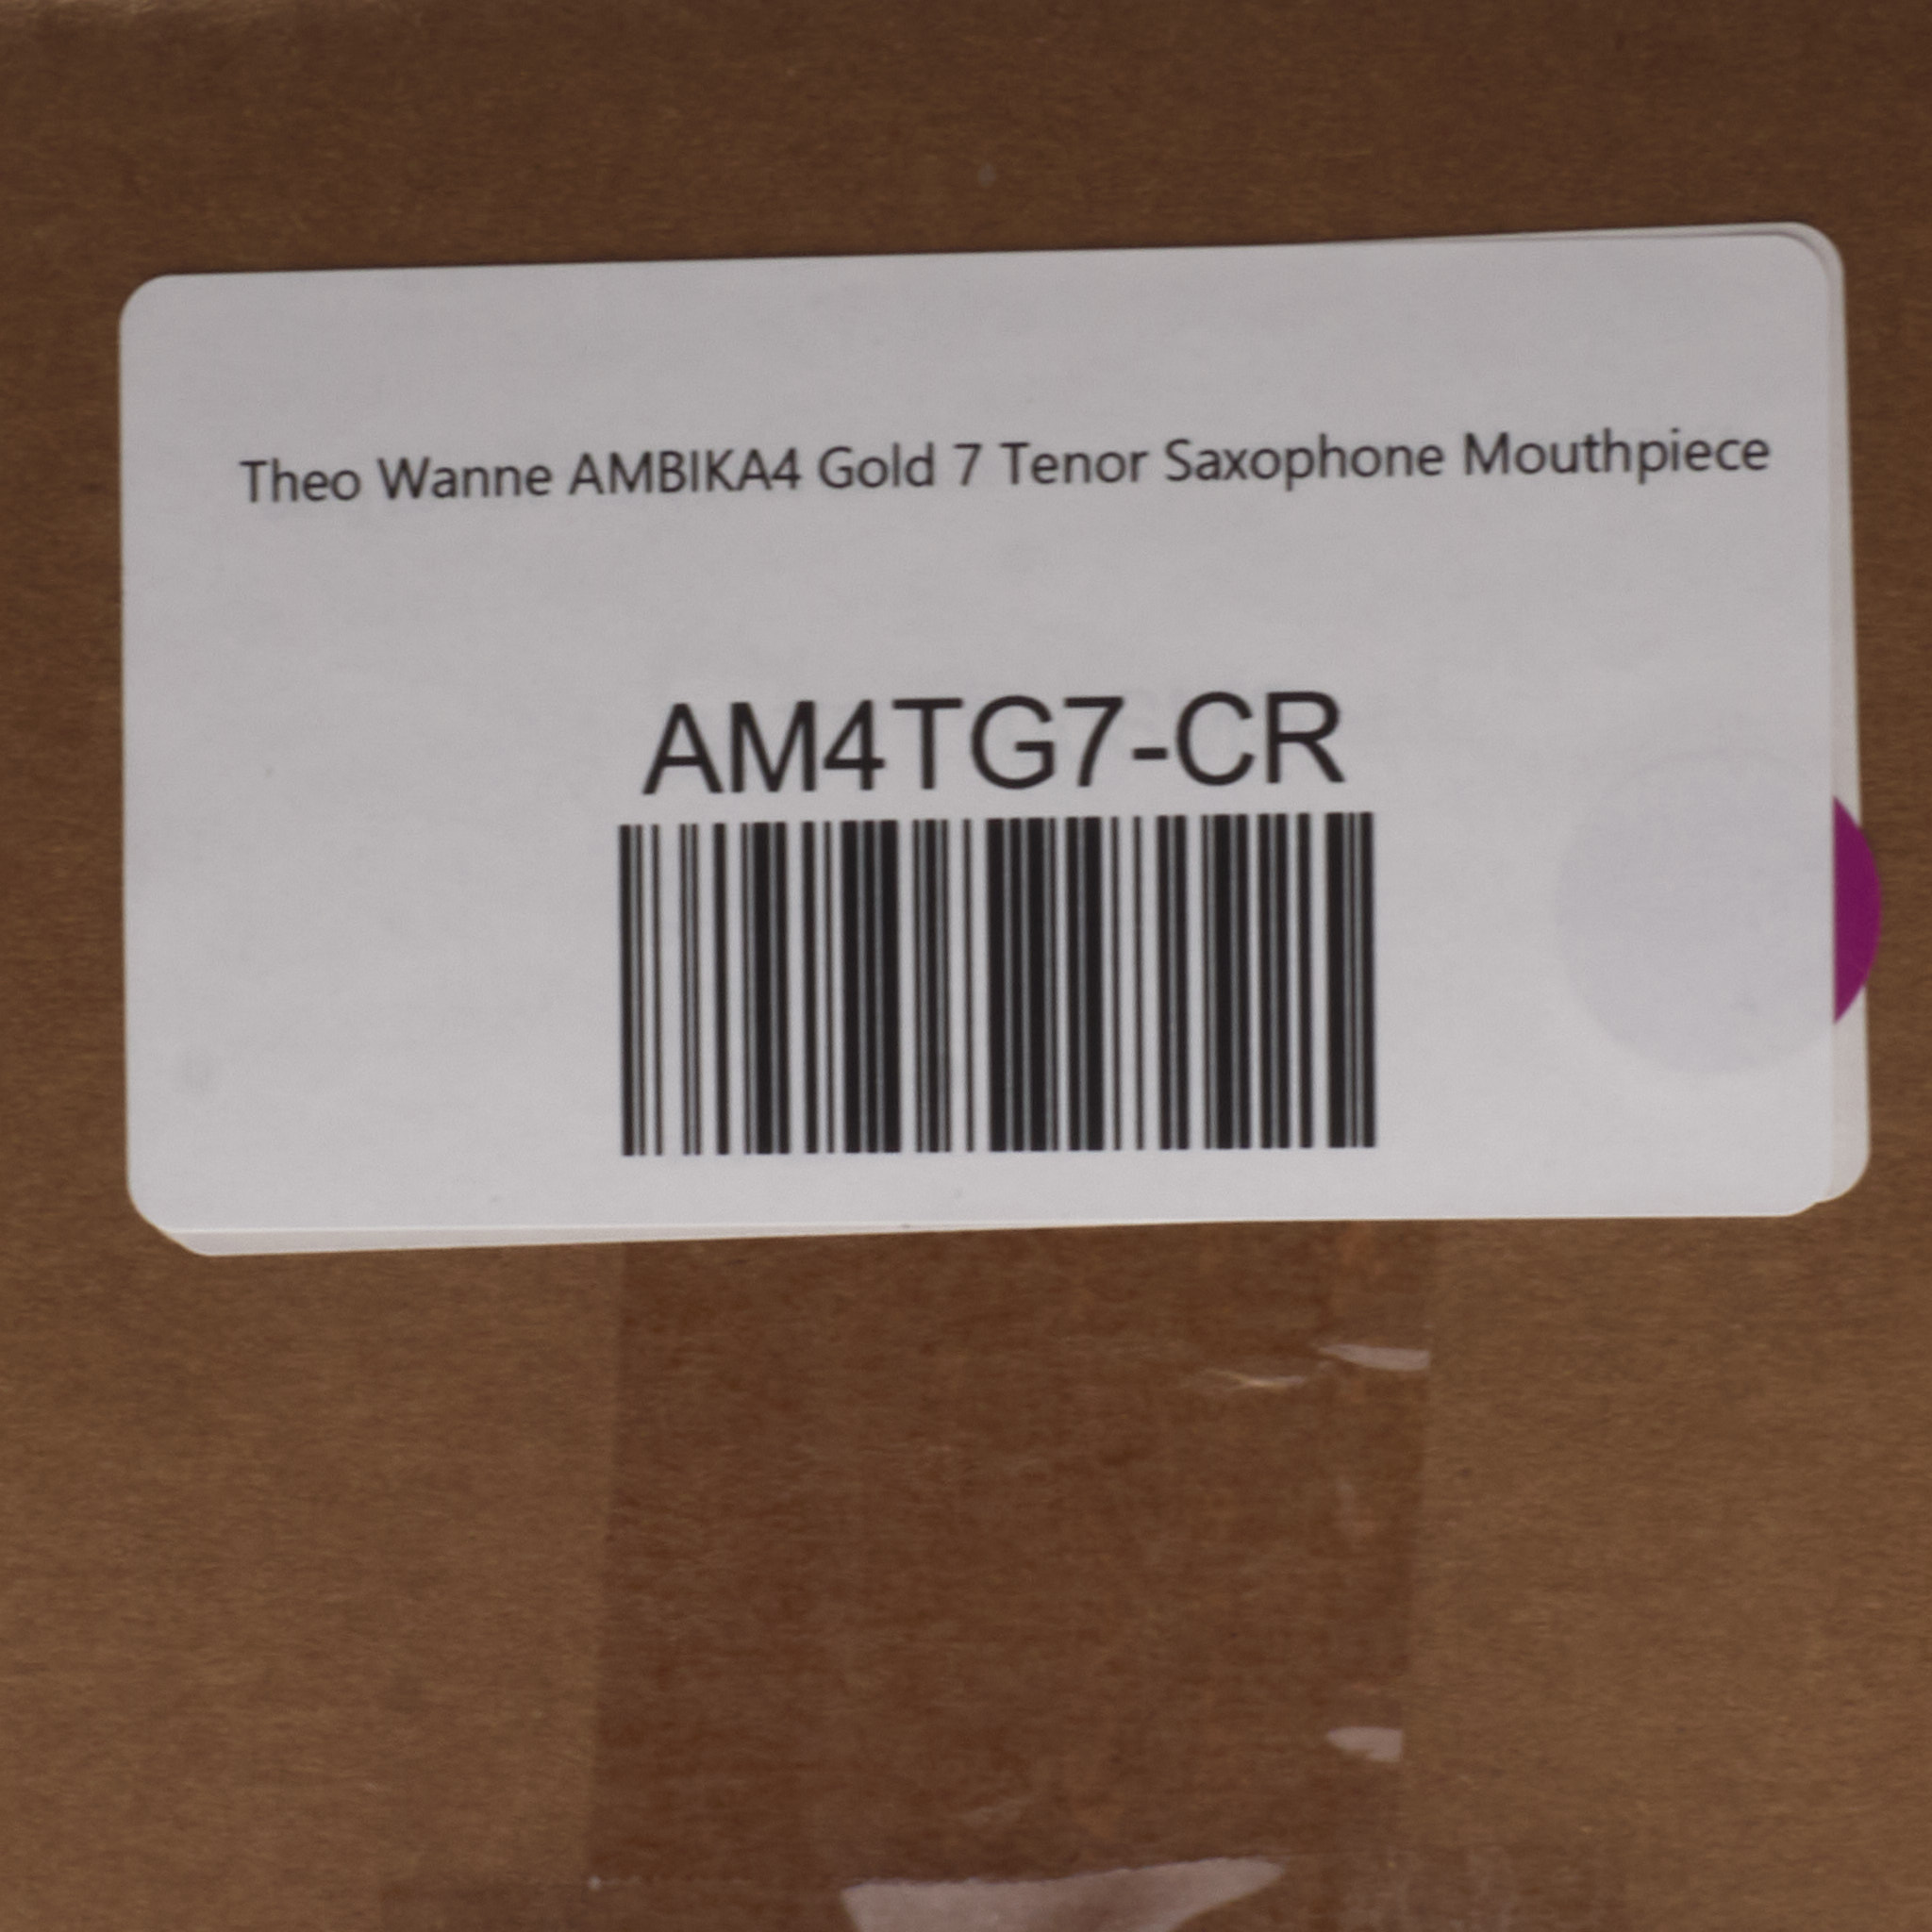 Theo Wanne AMBIKA4 Gold 7 Tenor Saxophone Mouthpiece
AM4TG7-CR